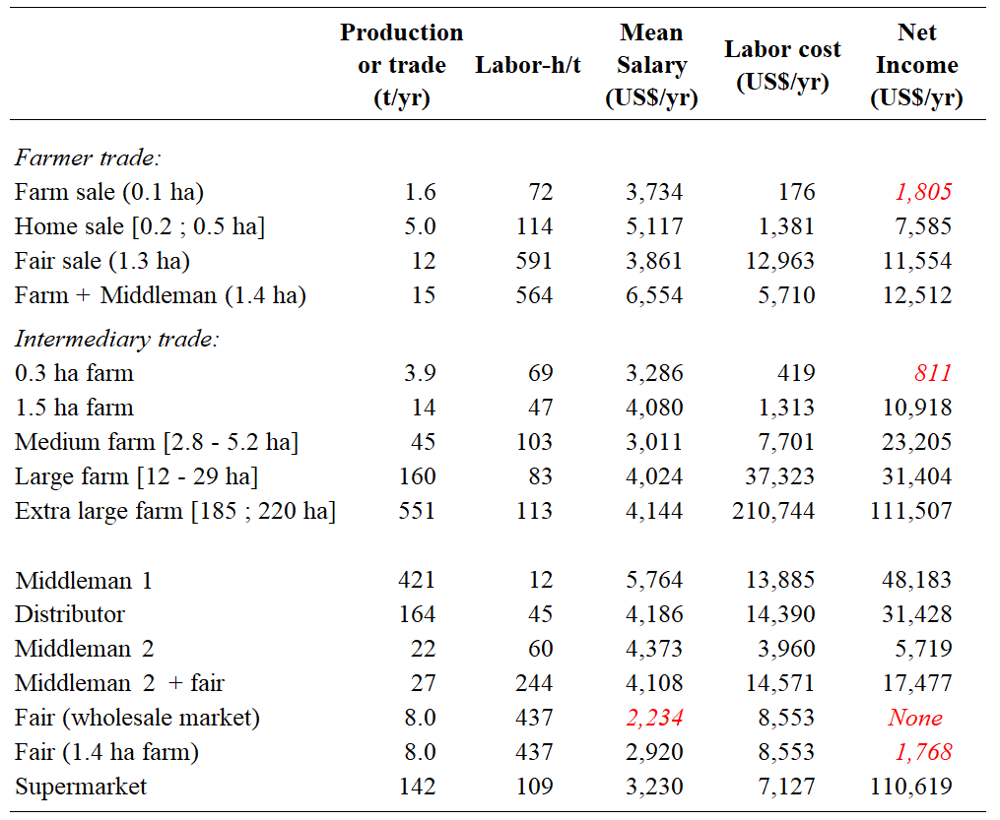 Production or trade (t/yr) Labor-h/t Mean Salary (US$/yr) Labor cost (US$/yr) Net Income (US$/yr)
Farmer trade:
Farm sale (0.1 ha) 1.6 72 3,734 176 1,805
Home sale [0.2 ; 0.5 ha] 5.0 114 5,117 1,381 7,585
Fair sale (1.3 ha) 12 591 3,861 12,963 11,554
Farm + Middleman (1.4 ha) 15 564 6,554 5,710 12,512
Intermediary trade:
0.3 ha farm 3.9 69 3,286 419 811
1.5 ha farm 14 47 4,080 1,313 10,918
Medium farm [2.8 - 5.2 ha] 45 103 3,011 7,701 23,205
Large farm [12 - 29 ha] 160 83 4,024 37,323 31,404
Extra large farm [185 ; 220 ha] 551 113 4,144 210,744 111,507
Middleman 1 421 12 5,764 13,885 48,183
Distributor 164 45 4,186 14,390 31,428
Middleman 2 22 60 4,373 3,960 5,719
Middleman 2 + fair 27 244 4,108 14,571 17,477
Fair (wholesale market) 8.0 437 2,234 8,553 None
Fair (1.4 ha farm) 8.0 437 2,920 8,553 1,768
Supermarket 142 109 3,230 7,127 110,619